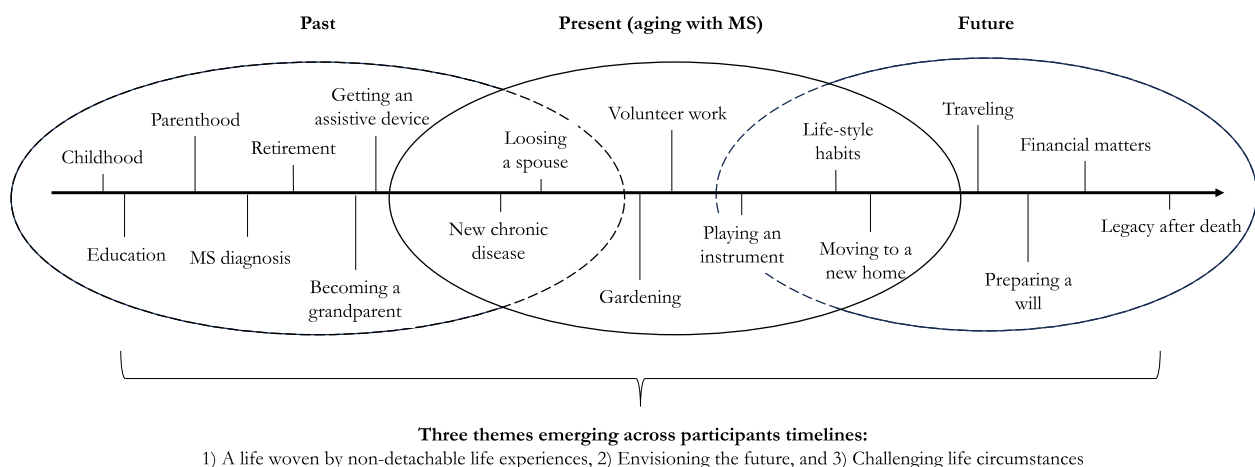 Past
Present (aging with MS)
Future
Getting an
assistive device
Parenthood
Retirement
Childhood
Loosing
a spouse
Volunteer work
Life-style
habits
Traveling
Financial matters
Education
MS diagnosis
Becoming a
grandparent
New chronic
disease
Gardening
Playing an
instrument
Moving to a
new home
Preparing a
will
Legacy after death
Three themes emerging across participants timelines:
1) A life woven by non-detachable life experiences, 2) Envisioning the future, and 3) Challenging life circumstances